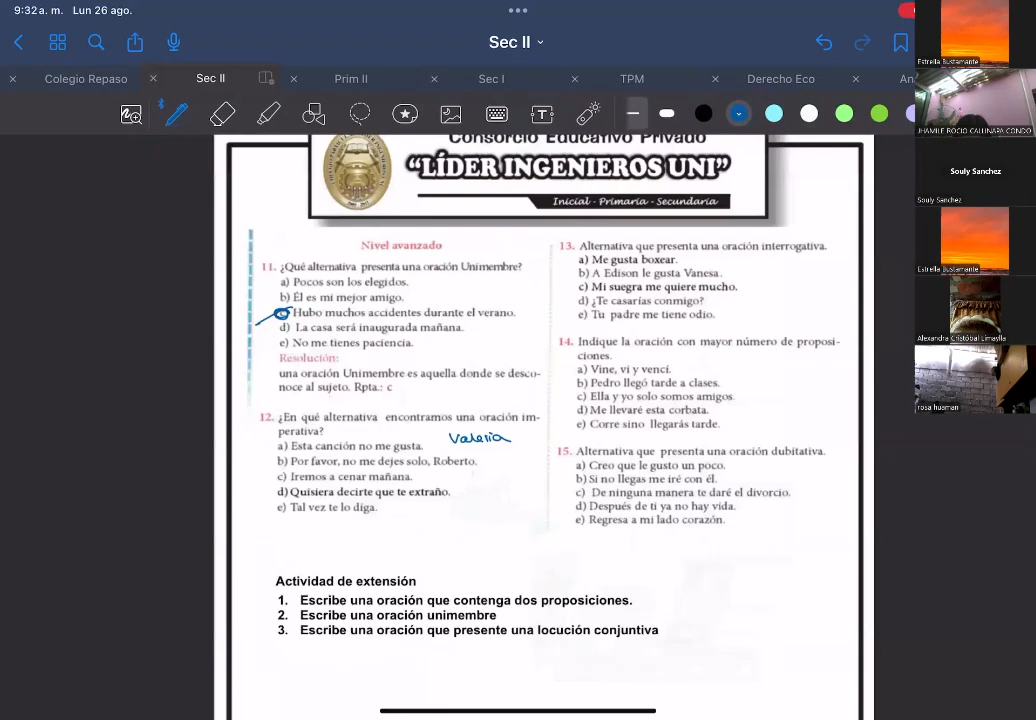 9:32 a. m. Lun 26 ago.
Sec II
Colegio Repaso
Sec II
Prim II
Sec I
TPM
Derecho Eco
An
Consorcio Educativo Privado
“LÍDER INGENIEROS UNI”
Inicial - Primaria - Secundaria
Nivel avanzado
11. ¿Qué alternativa presenta una oración Unimembre?
a) Pocos son los elegidos.
b) Él es mi mejor amigo.
c) Hubo muchos accidentes durante el verano.
d) La casa será inaugurada mañana.
e) No me tienes paciencia.
Resolución:
una oración Unimembre es aquella donde se desco-
noce al sujeto. Rpta.: c
12. ¿En qué alternativa encontramos una oración im-
perativa?
Valeria
a) Esta canción no me gusta.
b) Por favor, no me dejes solo, Roberto.
c) Iremos a cenar mañana.
d) Quisiera decirte que te extraño.
e) Tal vez te lo diga.
13. Alternativa que presenta una oración interrogativa.
a) Me gusta boxear.
b) A Edison le gusta Vanesa.
c) Mi suegra me quiere mucho.
d) ¿Te casarías conmigo?
e) Tu padre me tiene odio.
14. Indique la oración con mayor número de proposi-
ciones.
a) Vine, vi y vencí.
b) Pedro llegó tarde a clases.
c) Ella y yo solo somos amigos.
d) Me llevaré esta corbata.
e) Corre sino llegarás tarde.
15. Alternativa que presenta una oración dubitativa.
a) Creo que le gusto un poco.
b) Si no llegas me iré con él.
c) De ninguna manera te daré el divorcio.
d) Después de ti ya no hay vida.
e) Regresa a mi lado corazón.
Actividad de extensión
1. Escribe una oración que contenga dos proposiciones.
2. Escribe una oración unimembre
3. Escribe una oración que presente una locución conjuntiva
Estrella Bustamante
JHAMILE ROCIO CALLINAPA CONDO
Souly Sanchez
Souly Sanchez
Estrella Bustamante
Alexandra Cristóbal Limaylla
rosa huaman